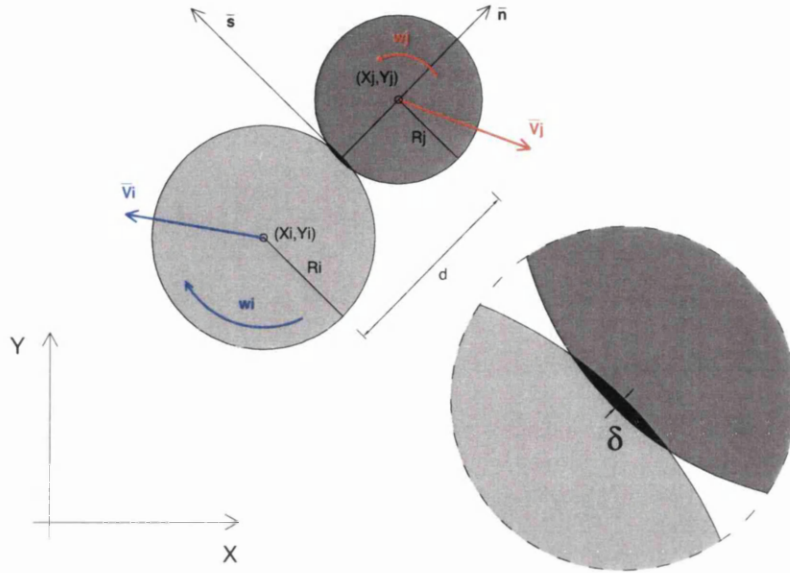 s̄
n̄
wj
(Xj,Yj)
V̄j
Rj
V̄i
(Xi,Yi)
Ri
d
wi
Y
δ
X